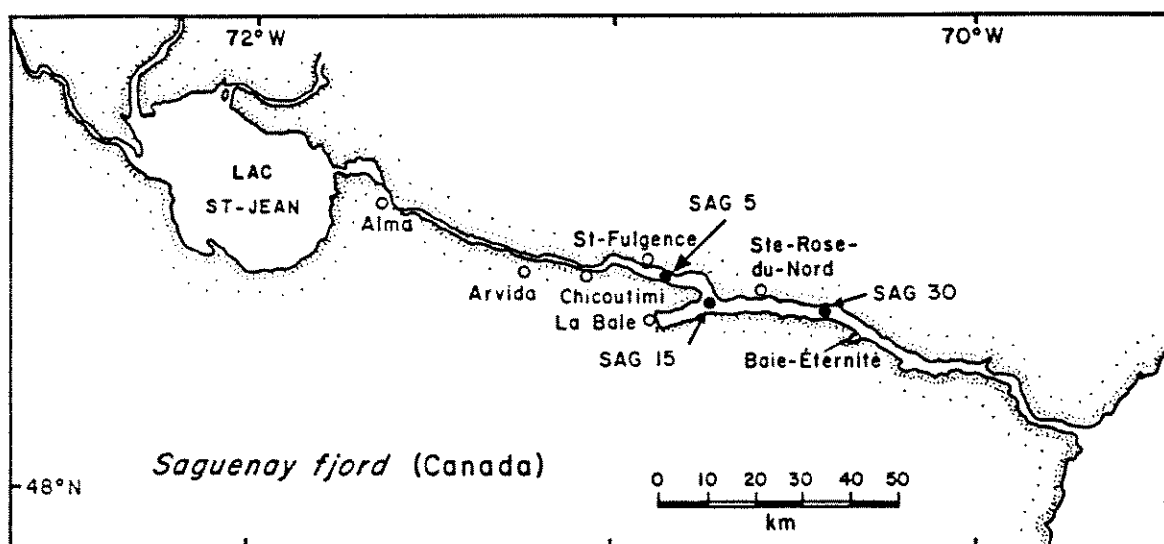 72°W
70°W
LAC
ST-JEAN
SAG 5
Alma
St-Fulgence
Ste-Rose-
du-Nord
Arvida
Chicoutimi
SAG 30
La Baie
SAG 15
Baie-Éternité
Saguenay fjord (Canada)
48°N
0 10 20 30 40 50
km